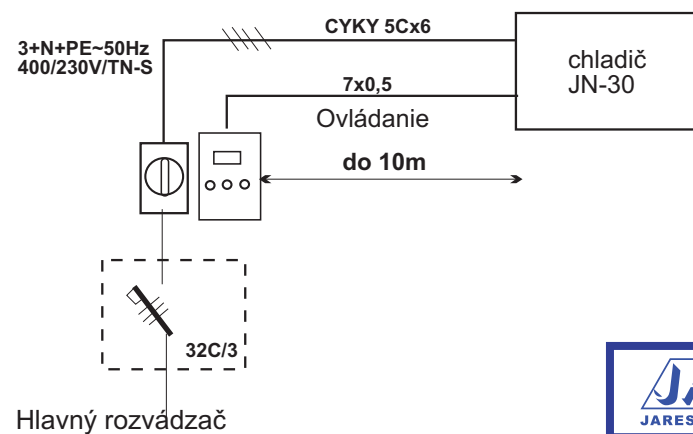 CYKY 5Cx6
3+N+PE~50Hz
400/230V/TN-S
chladič
JN-30
7x0,5
Ovládanie
do 10m
32C/3
Hlavný rozvádzač